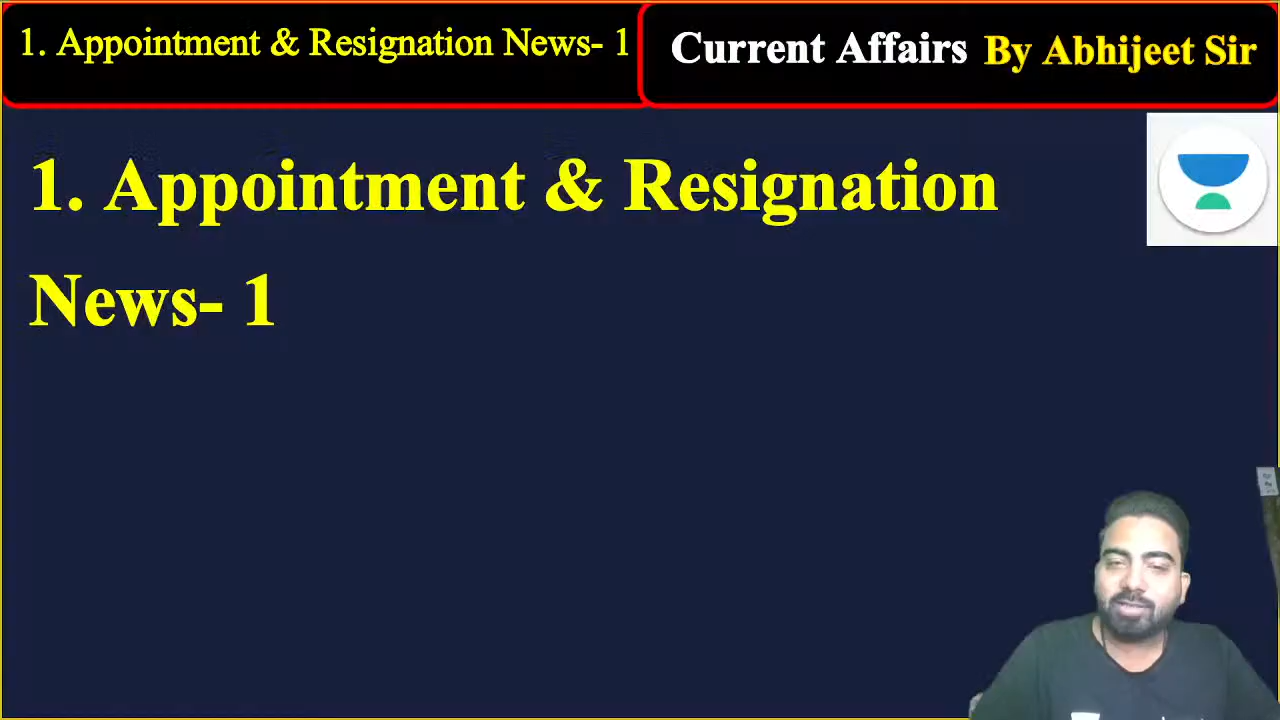 1. Appointment & Resignation News- 1
Current Affairs By Abhijeet Sir
1. Appointment & Resignation
News- 1